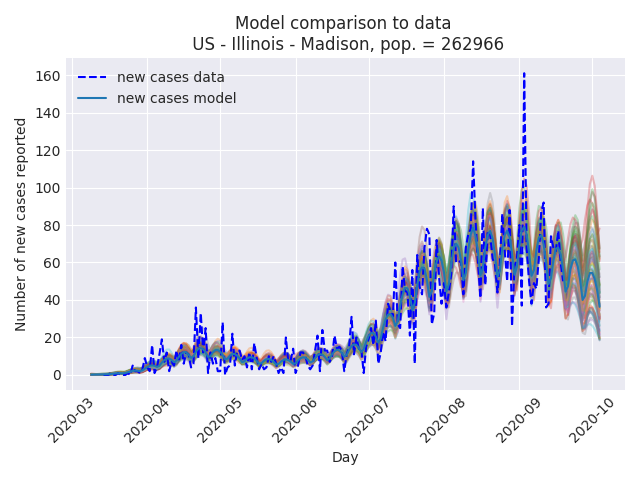 Model comparison to data
US - Illinois - Madison, pop. = 262966
new cases data
new cases model
Number of new cases reported
160
140
120
100
80
60
40
20
0
2020-03
2020-04
2020-05
2020-06
2020-07
2020-08
2020-09
2020-10
Day